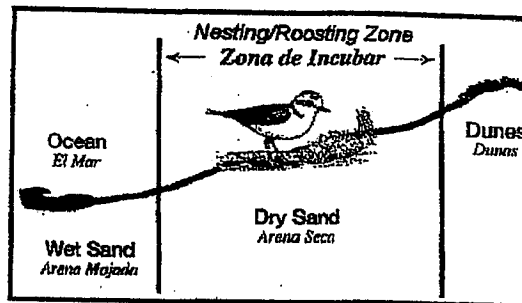 Nesting/Roosting Zone
Zona de Incubar
Ocean
El Mar
Dunes
Dunas
Dry Sand
Arena Seca
Wet Sand
Arena Mojada